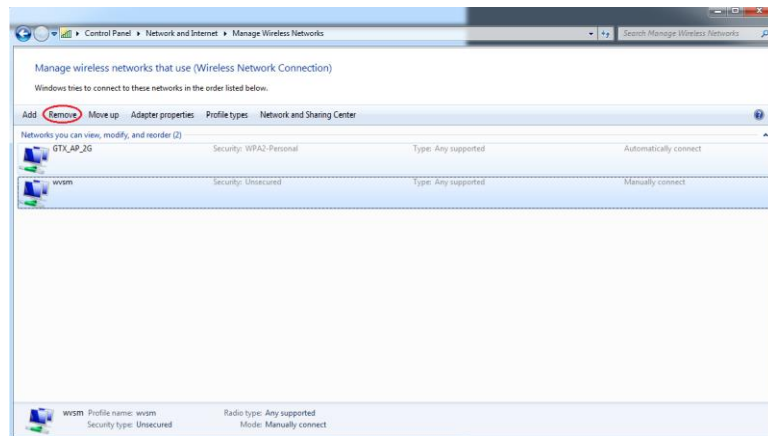 Control Panel ▸ Network and Internet ▸ Manage Wireless Networks Search Manage Wireless Networks
Manage wireless networks that use (Wireless Network Connection)
Windows tries to connect to these networks in the order listed below.
Add Remove Move up Adapter properties Profile types Network and Sharing Center
Networks you can view, modify, and reorder (2)
GTX_AP_2G Security: WPA2-Personal Type: Any supported Automatically connect
wvsm Security: Unsecured Type: Any supported Manually connect
wvsm Profile name: wvsm Radio type: Any supported
Security type: Unsecured Mode: Manually connect